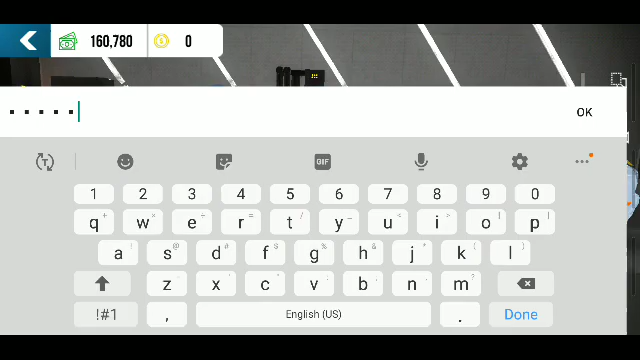 160,780 0
• • • • • OK
GIF
1 2 3 4 5 6 7 8 9 0
q w e r t y u i o p
a s d f g h j k l
z x c v b n m
!#1 , English (US) . Done